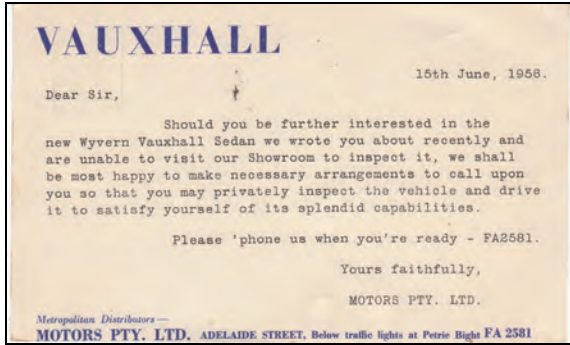 VAUXHALL
15th June, 1956.
Dear Sir,
Should you be further interested in the
new Wyvern Vauxhall Sedan we wrote you about recently and
are unable to visit our Showroom to inspect it, we shall
be most happy to make necessary arrangements to call upon
you so that you may privately inspect the vehicle and drive
it to satisfy yourself of its splendid capabilities.
Please 'phone us when you're ready - FA2581.
Yours faithfully,
MOTORS PTY. LTD.
Metropolitan Distributors—
MOTORS PTY. LTD. ADELAIDE STREET, Below traffic lights at Petrie Bight FA 2581